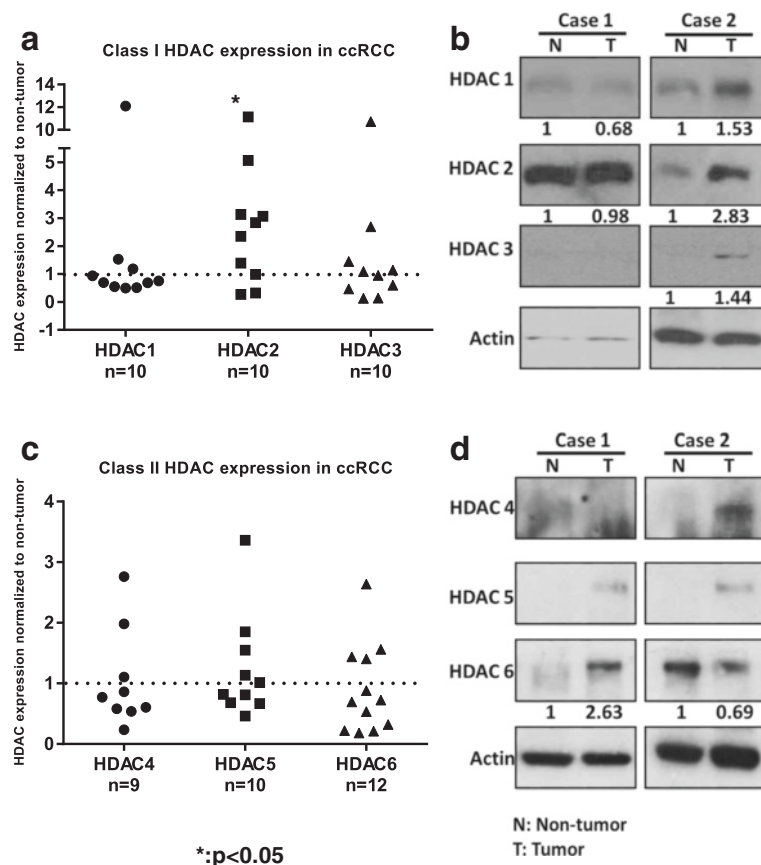 a
Class I HDAC expression in ccRCC
HDAC expression normalized to non-tumor
14
12
10
5
4
3
2
1
0
-1
*
HDAC1 HDAC2 HDAC3
n=10 n=10 n=10
b
Case 1 Case 2
N T N T
HDAC 1
1 0.68 1 1.53
HDAC 2
1 0.98 1 2.83
HDAC 3
1 1.44
Actin
c
Class II HDAC expression in ccRCC
HDAC expression normalized to non-tumor
4
3
2
1
0
HDAC4 HDAC5 HDAC6
n=9 n=10 n=12
*:p<0.05
d
Case 1 Case 2
N T N T
HDAC 4
HDAC 5
HDAC 6
1 2.63 1 0.69
Actin
N: Non-tumor
T: Tumor